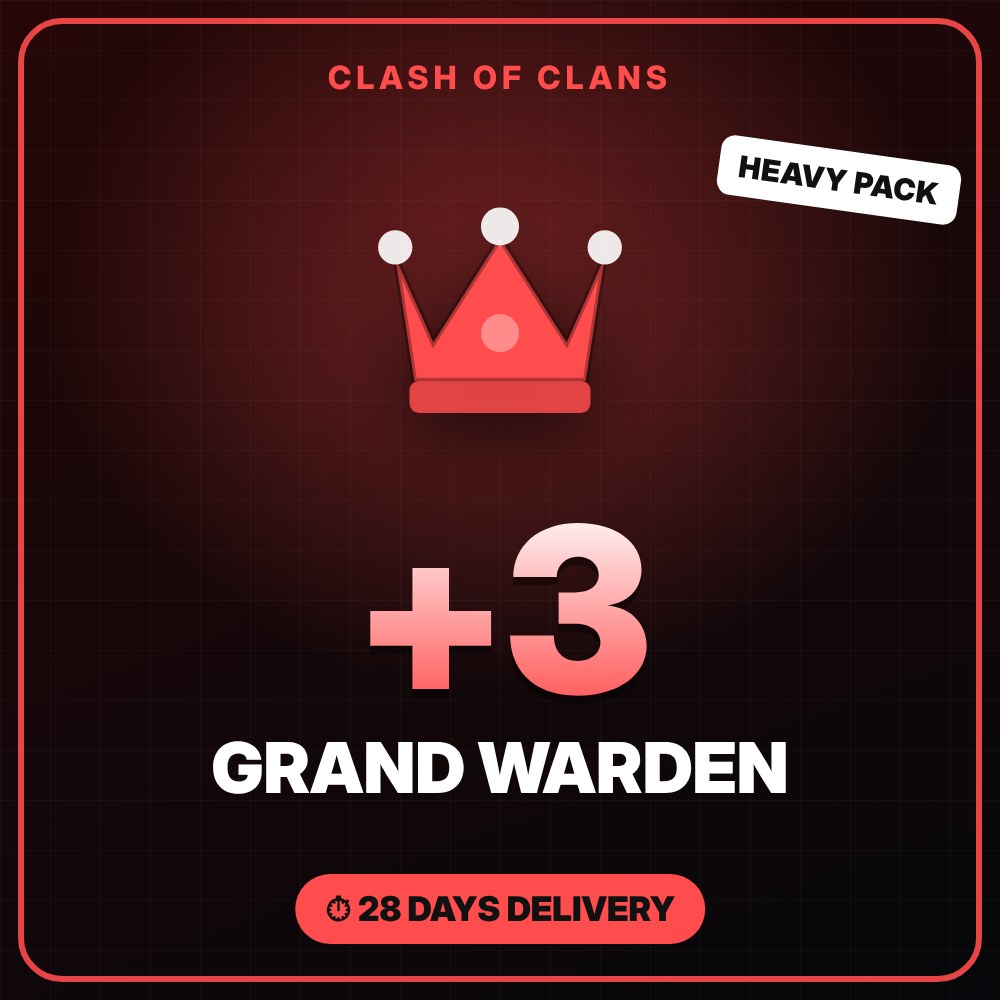 CLASH OF CLANS
HEAVY PACK
+3
GRAND WARDEN
⏱ 28 DAYS DELIVERY